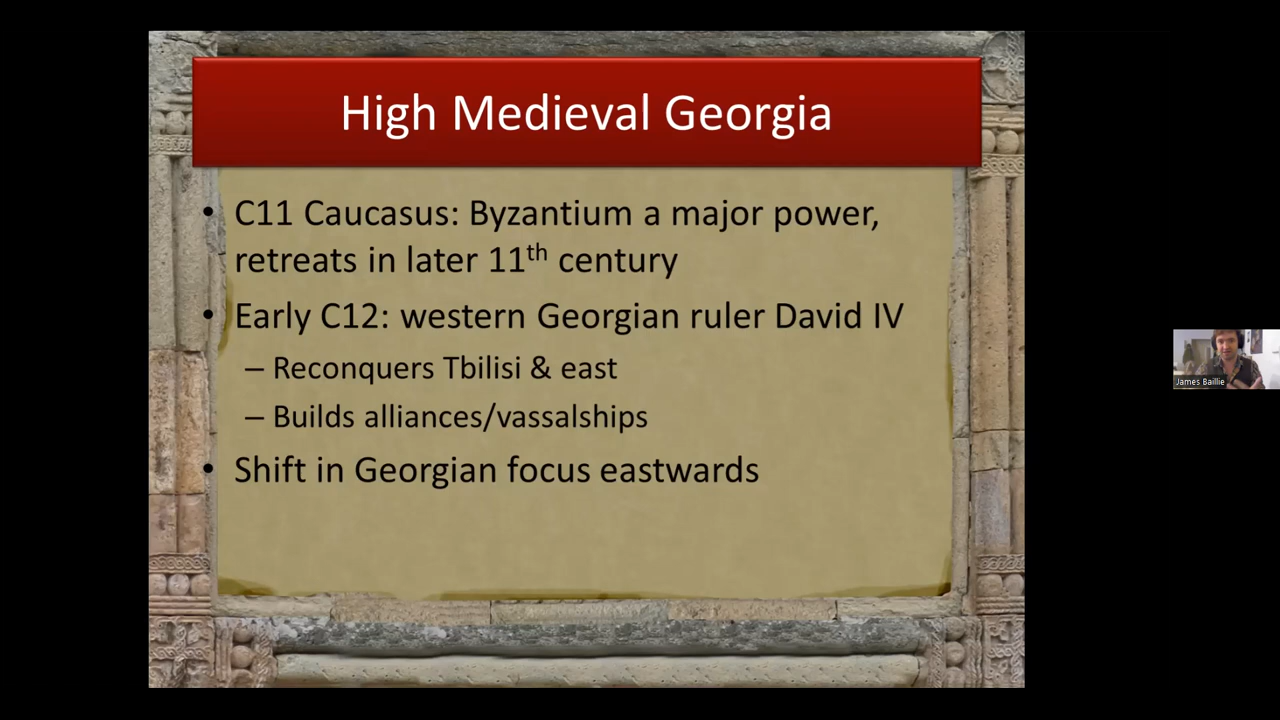 High Medieval Georgia
• C11 Caucasus: Byzantium a major power,
retreats in later 11th century
• Early C12: western Georgian ruler David IV
– Reconquers Tbilisi & east
– Builds alliances/vassalships
• Shift in Georgian focus eastwards
James Baillie